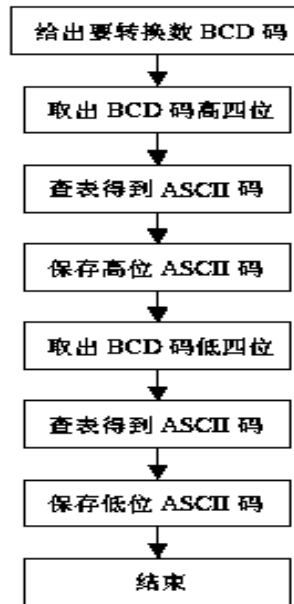 给出要转换数 BCD 码
取出 BCD 码高四位
查表得到 ASCII 码
保存高位 ASCII 码
取出 BCD 码低四位
查表得到 ASCII 码
保存低位 ASCII 码
结束